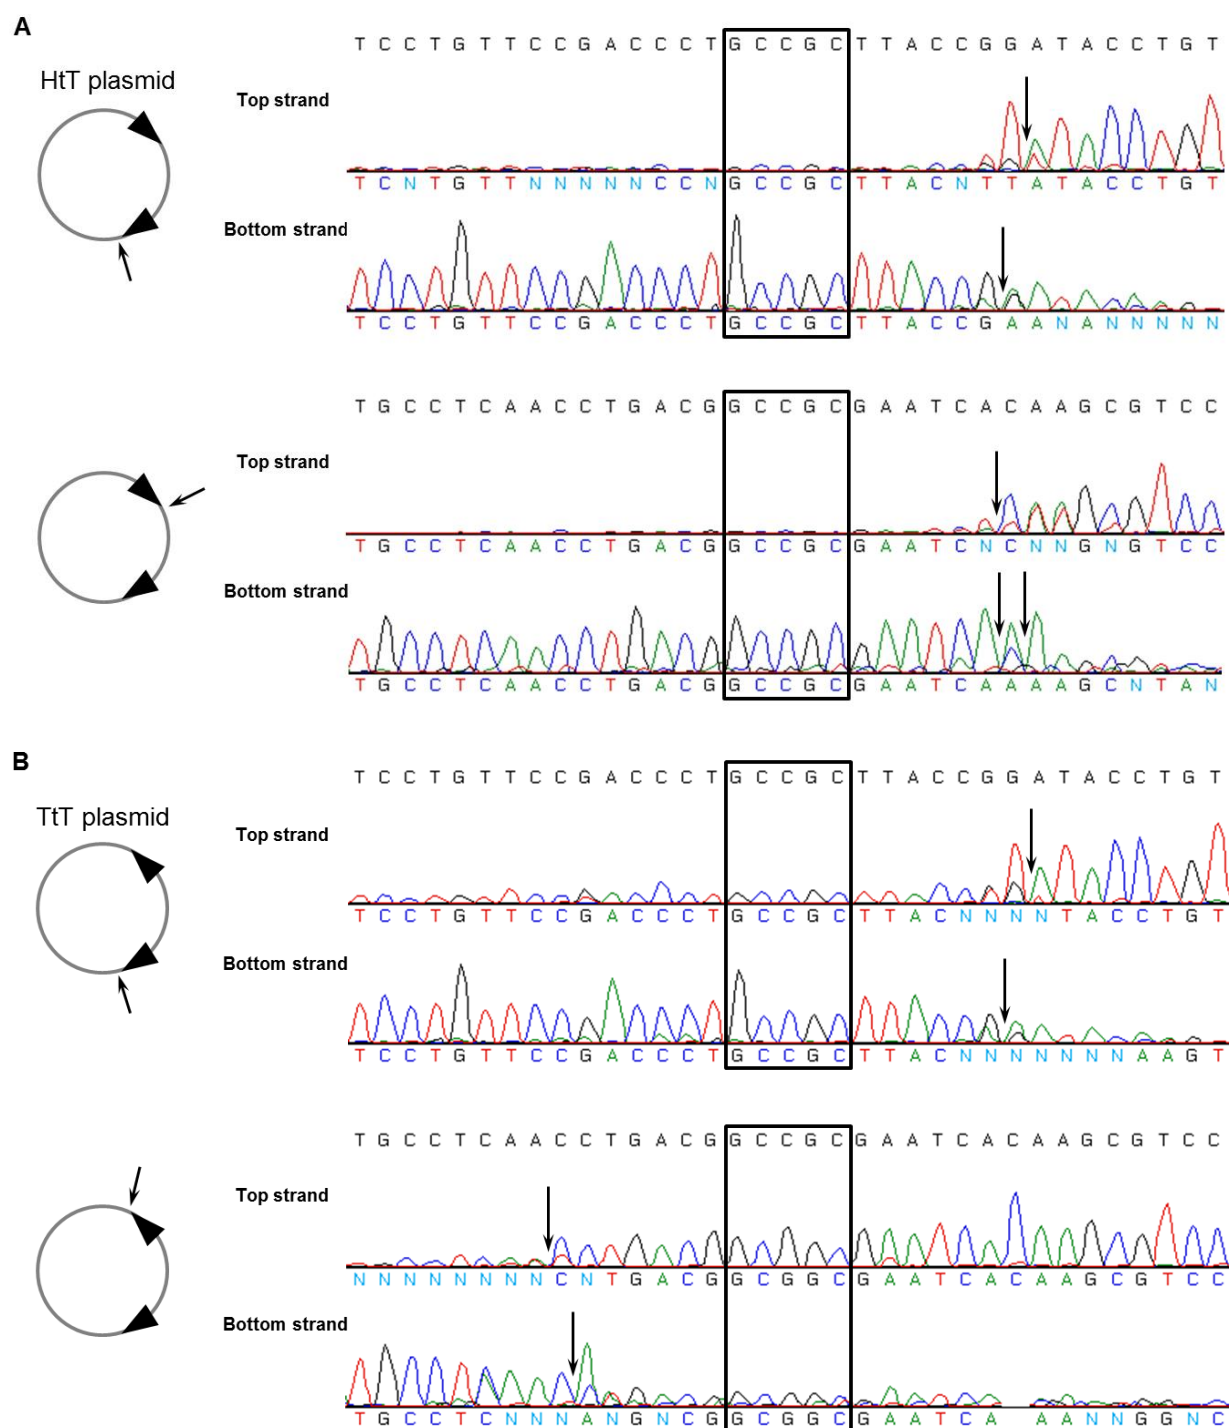 A
T C C T G T T C C G A C C C T G C C G C T T A C C G G A T A C C T G T
HtT plasmid
Top strand
T C N T G T T N N N N N C C N G C C G C T T A C N T T A T A C C T G T
Bottom strand
T C C T G T T C C G A C C C T G C C G C T T A C C G A A N A N N N N N
T G C C T C A A C C T G A C G G C C G C G A A T C A C A A G C G T C C
Top strand
T G C C T C A A C C T G A C G G C C G C G A A T C N C N N G N G T C C
Bottom strand
T G C C T C A A C C T G A C G G C C G C G A A T C A A A A G C N T A N
B
T C C T G T T C C G A C C C T G C C G C T T A C C G G A T A C C T G T
TtT plasmid
Top strand
T C C T G T T C C G A C C C T G C C G C T T A C N N N N T A C C T G T
Bottom strand
T C C T G T T C C G A C C C T G C C G C T T A C N N N N N N N A A G T
T G C C T C A A C C T G A C G G C C G C G A A T C A C A A G C G T C C
Top strand
N N N N N N N N C N T G A C G G C G G C G A A T C A C A A G C G T C C
Bottom strand
T G C C T C N N N A N G N C G G C G G C G A A T C A A A N N G G N C